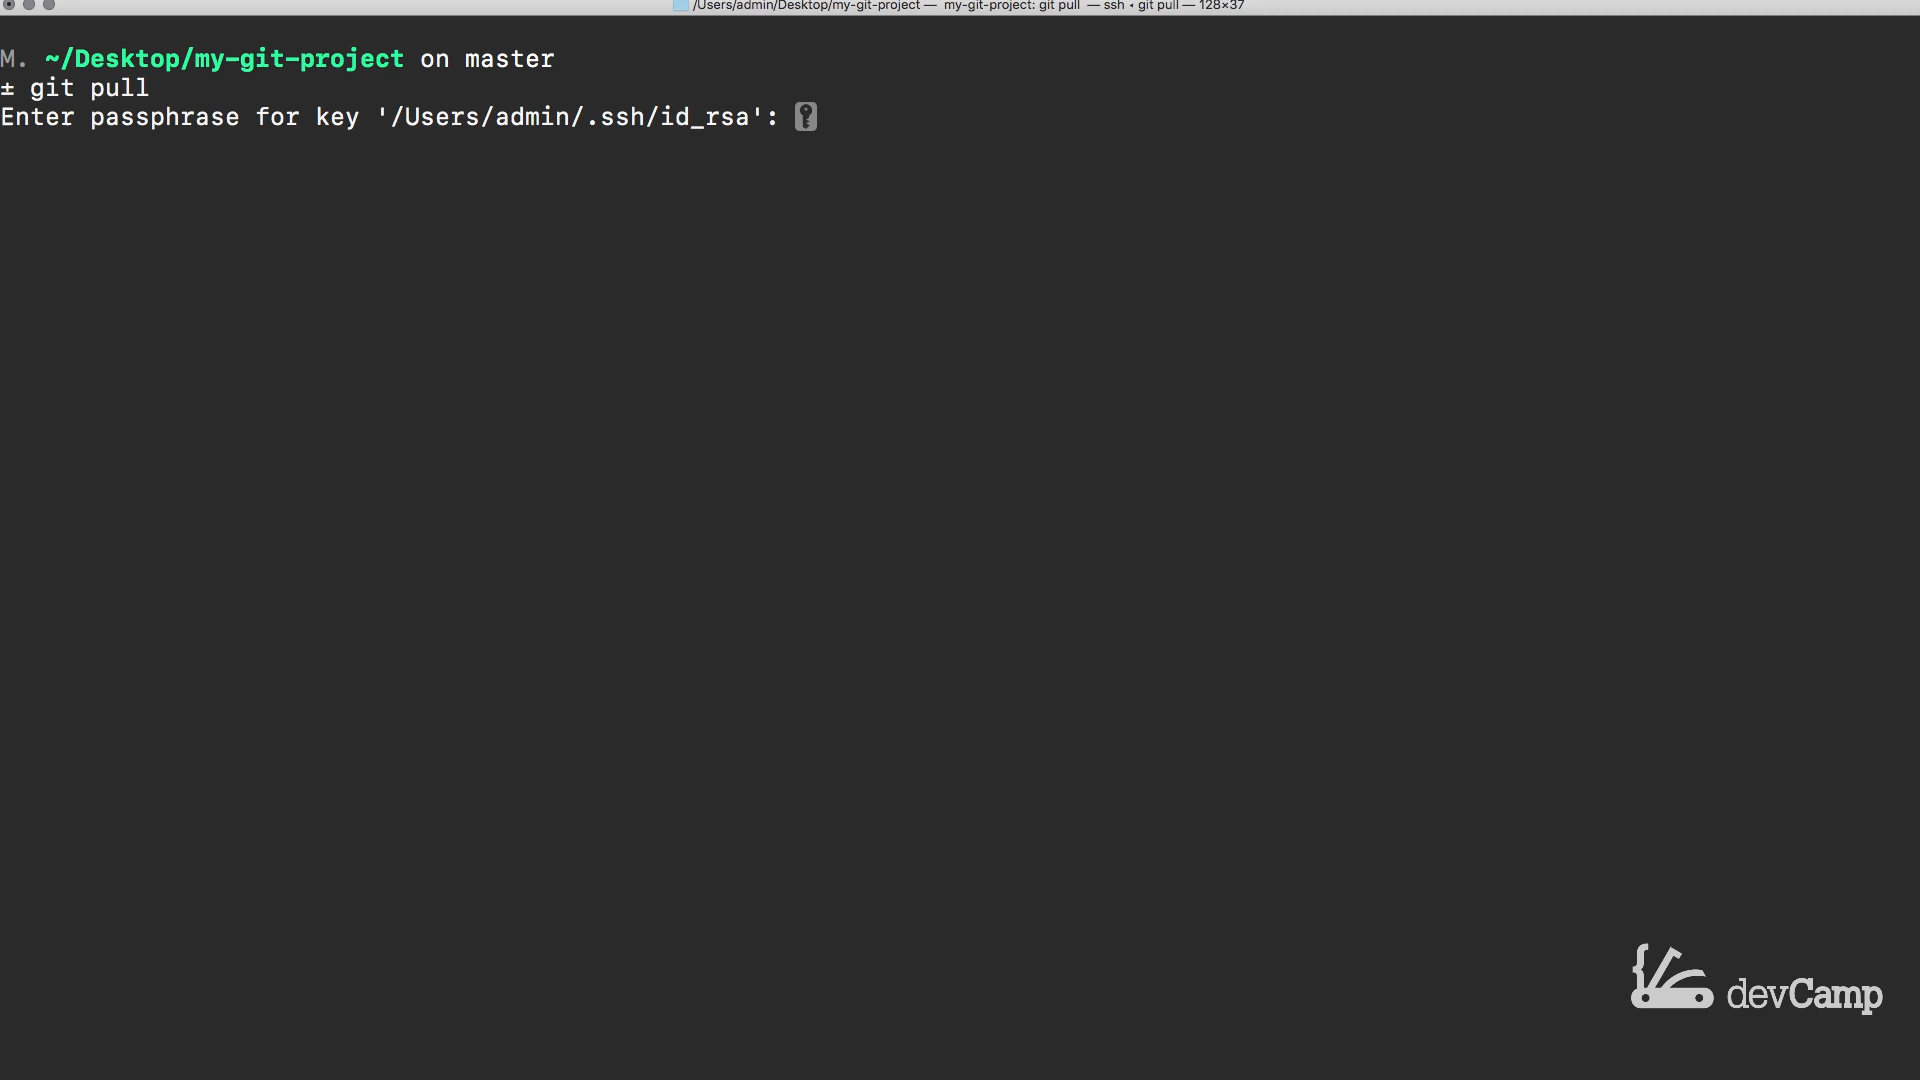 /Users/admin/Desktop/my-git-project — my-git-project: git pull — ssh ◂ git pull — 128×37
M. ~/Desktop/my-git-project on master
± git pull
Enter passphrase for key '/Users/admin/.ssh/id_rsa':
devCamp